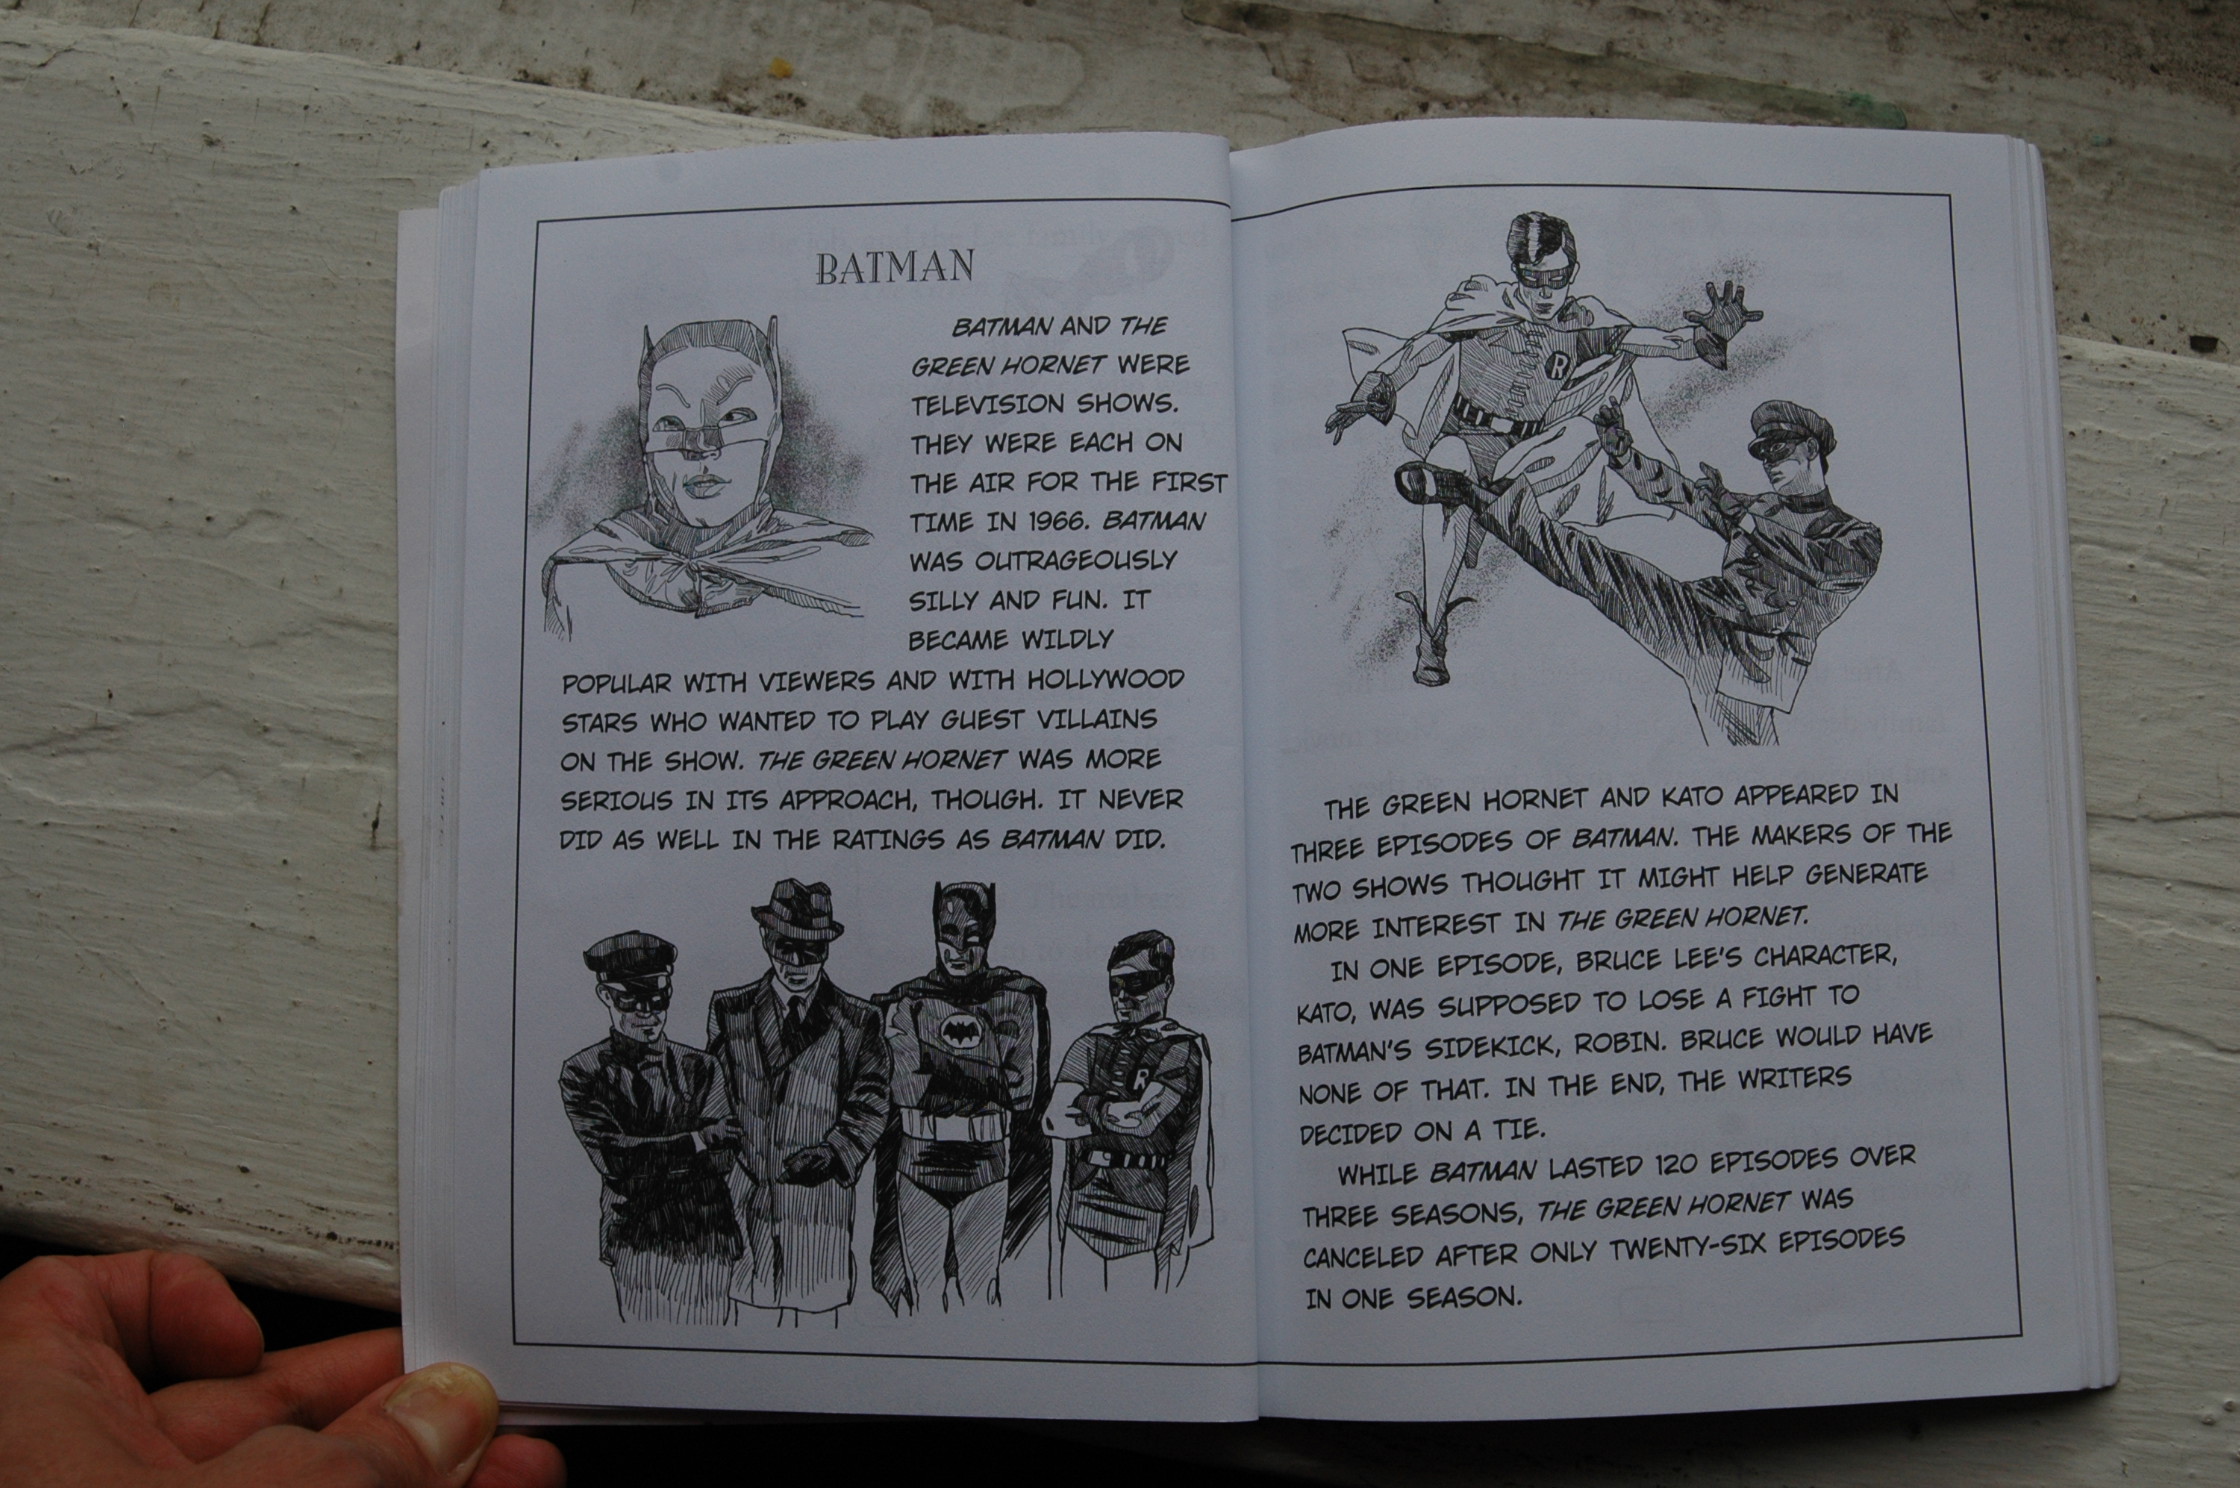 BATMAN
BATMAN AND THE
GREEN HORNET WERE
TELEVISION SHOWS.
THEY WERE EACH ON
THE AIR FOR THE FIRST
TIME IN 1966. BATMAN
WAS OUTRAGEOUSLY
SILLY AND FUN. IT
BECAME WILDLY
POPULAR WITH VIEWERS AND WITH HOLLYWOOD
STARS WHO WANTED TO PLAY GUEST VILLAINS
ON THE SHOW. THE GREEN HORNET WAS MORE
SERIOUS IN ITS APPROACH, THOUGH. IT NEVER
DID AS WELL IN THE RATINGS AS BATMAN DID.
R
R
THE GREEN HORNET AND KATO APPEARED IN
THREE EPISODES OF BATMAN. THE MAKERS OF THE
TWO SHOWS THOUGHT IT MIGHT HELP GENERATE
MORE INTEREST IN THE GREEN HORNET.
IN ONE EPISODE, BRUCE LEE'S CHARACTER,
KATO, WAS SUPPOSED TO LOSE A FIGHT TO
BATMAN'S SIDEKICK, ROBIN. BRUCE WOULD HAVE
NONE OF THAT. IN THE END, THE WRITERS
DECIDED ON A TIE.
WHILE BATMAN LASTED 120 EPISODES OVER
THREE SEASONS, THE GREEN HORNET WAS
CANCELED AFTER ONLY TWENTY-SIX EPISODES
IN ONE SEASON.